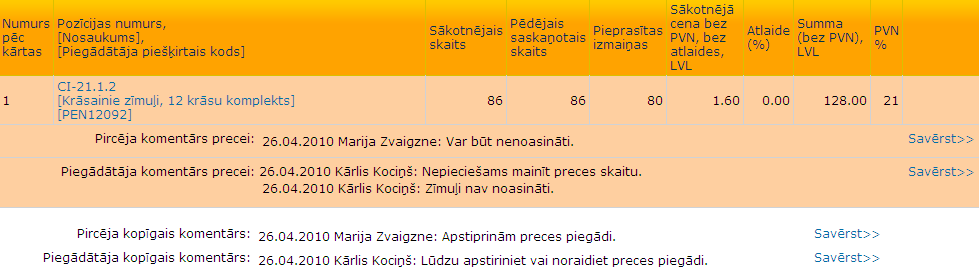 Numurs pēc kārtas
Pozīcijas numurs, [Nosaukums], [Piegādātāja piešķirtais kods]
Sākotnējais skaits
Pēdējais saskaņotais skaits
Pieprasītas izmaiņas
Sākotnējā cena bez PVN, bez atlaides, LVL
Atlaide (%)
Summa (bez PVN), LVL
PVN %
1
CI-21.1.2
[Krāsainie zīmuļi, 12 krāsu komplekts]
[PEN12092]
86 86 80 1.60 0.00 128.00 21
Pircēja komentārs precei: 26.04.2010 Marija Zvaigzne: Var būt nenoasināti. Savērst>>
Piegādātāja komentārs precei: 26.04.2010 Kārlis Kociņš: Nepieciešams mainīt preces skaitu. Savērst>>
26.04.2010 Kārlis Kociņš: Zīmuļi nav noasināti.
Pircēja kopīgais komentārs: 26.04.2010 Marija Zvaigzne: Apstiprinām preces piegādi. Savērst>>
Piegādātāja kopīgais komentārs: 26.04.2010 Kārlis Kociņš: Lūdzu apstiriniet vai noraidiet preces piegādi. Savērst>>